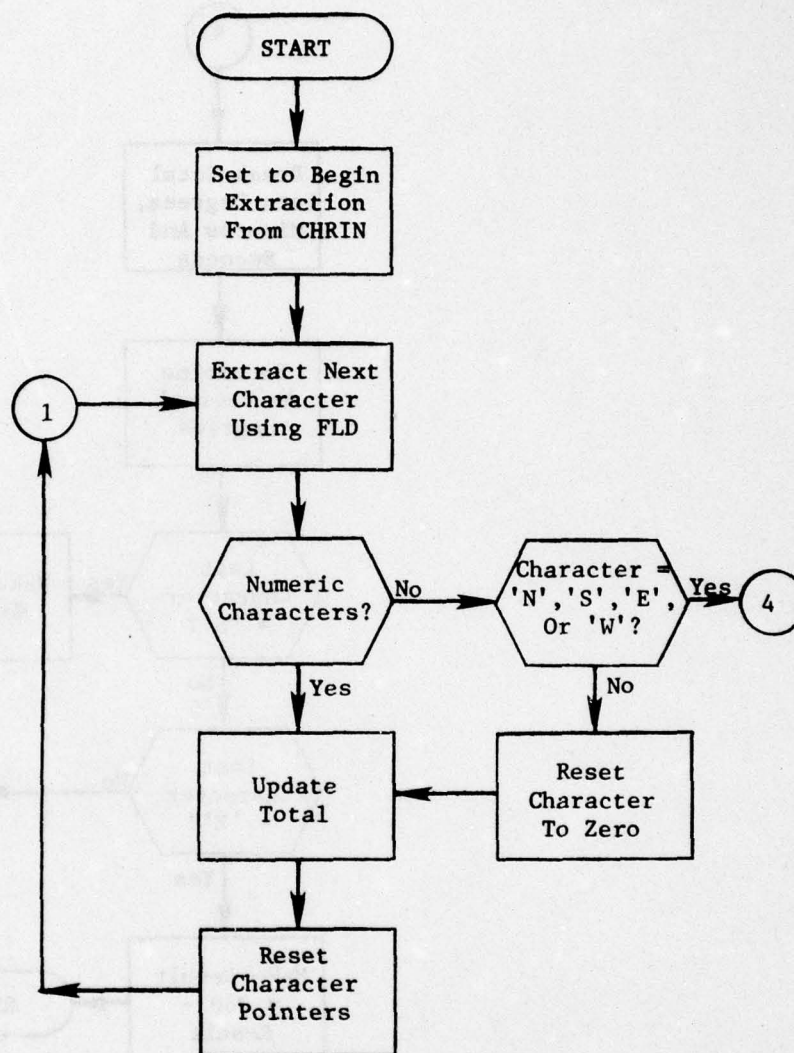 START
Set to Begin
Extraction
From CHRIN
Extract Next
Character
Using FLD
1
Numeric
Characters?
No
Character =
'N','S','E',
Or 'W'?
Yes
4
Yes
No
Update
Total
Reset
Character
To Zero
Reset
Character
Pointers